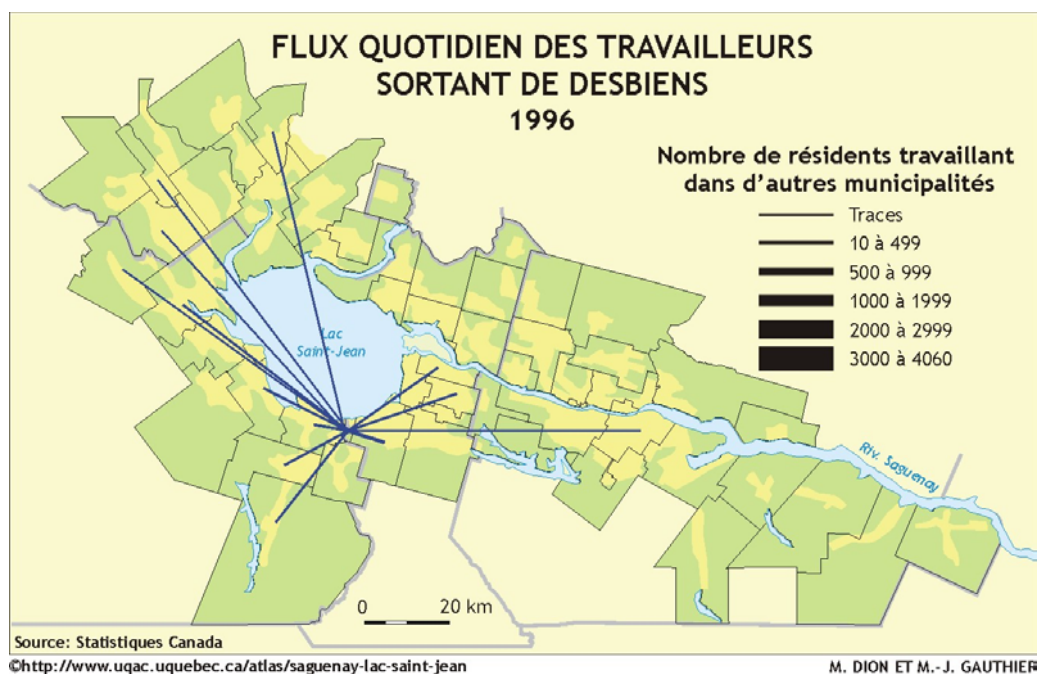 FLUX QUOTIDIEN DES TRAVAILLEURS
SORTANT DE DESBIENS
1996
Nombre de résidents travaillant
dans d'autres municipalités
Traces
10 à 499
500 à 999
1000 à 1999
2000 à 2999
3000 à 4060
Lac
Saint-Jean
Riv. Saguenay
0 20 km
Source: Statistiques Canada
©http://www.uqac.uquebec.ca/atlas/saguenay-lac-saint-jean
M. DION ET M.-J. GAUTHIER